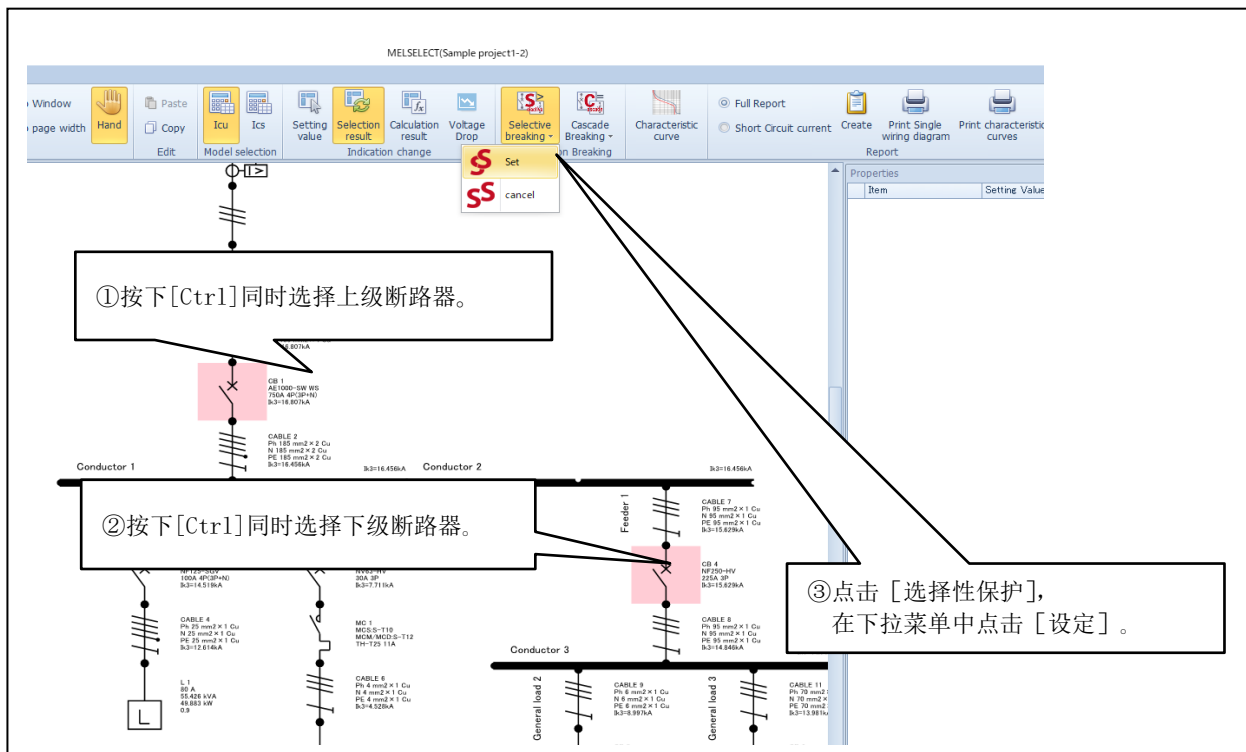 MELSELECT(Sample project1-2)
Window
page width
Hand
Paste
Copy
Edit
Icu
Ics
Model selection
Setting
value
Selection
result
Calculation
result
Voltage
Drop
Indication change
Selective
breaking
Cascade
Breaking
on Breaking
Characteristic
curve
Full Report
Short Circuit current
Create
Print Single
wiring diagram
Print characteristic
curves
Report
Set
cancel
Properties
Item
Setting Value
①按下[Ctrl]同时选择上级断路器。
CB 1
AE1000-SW WS
750A 4P(3P+N)
Ik3=16.807kA
CABLE 2
Ph 185 mm2×2 Cu
N 185 mm2×2 Cu
PE 185 mm2×2 Cu
Ik3=16.456kA
Conductor 1
Ik3=16.456kA
Conductor 2
Ik3=16.456kA
②按下[Ctrl]同时选择下级断路器。
Feeder 1
CABLE 7
Ph 95 mm2×1 Cu
N 95 mm2×1 Cu
PE 95 mm2×1 Cu
Ik3=15.629kA
CB 4
NF250-HV
225A 3P
Ik3=15.629kA
③点击［选择性保护］,
在下拉菜单中点击［设定］。
NF125-SGV
100A 4P(3P+N)
Ik3=14.519kA
NV63-HV
30A 3P
Ik3=7.711kA
CABLE 4
Ph 25 mm2×1 Cu
N 25 mm2×1 Cu
PE 25 mm2×1 Cu
Ik3=12.614kA
MC 1
MCS:S-T10
MCM/MCD:S-T12
TH-T25 11A
CABLE 8
Ph 95 mm2×1 Cu
N 95 mm2×1 Cu
PE 95 mm2×1 Cu
Ik3=14.846kA
Conductor 3
L 1
80 A
55.426 kVA
49.883 kW
0.9
L
CABLE 6
Ph 4 mm2×1 Cu
N 4 mm2×1 Cu
PE 4 mm2×1 Cu
Ik3=4.528kA
General load 2
CABLE 9
Ph 6 mm2×1 Cu
N 6 mm2×1 Cu
PE 6 mm2×1 Cu
Ik3=8.997kA
General load 3
CABLE 11
Ph 70 mm2
N 70 mm2×
PE 70 mm2
Ik3=13.981k